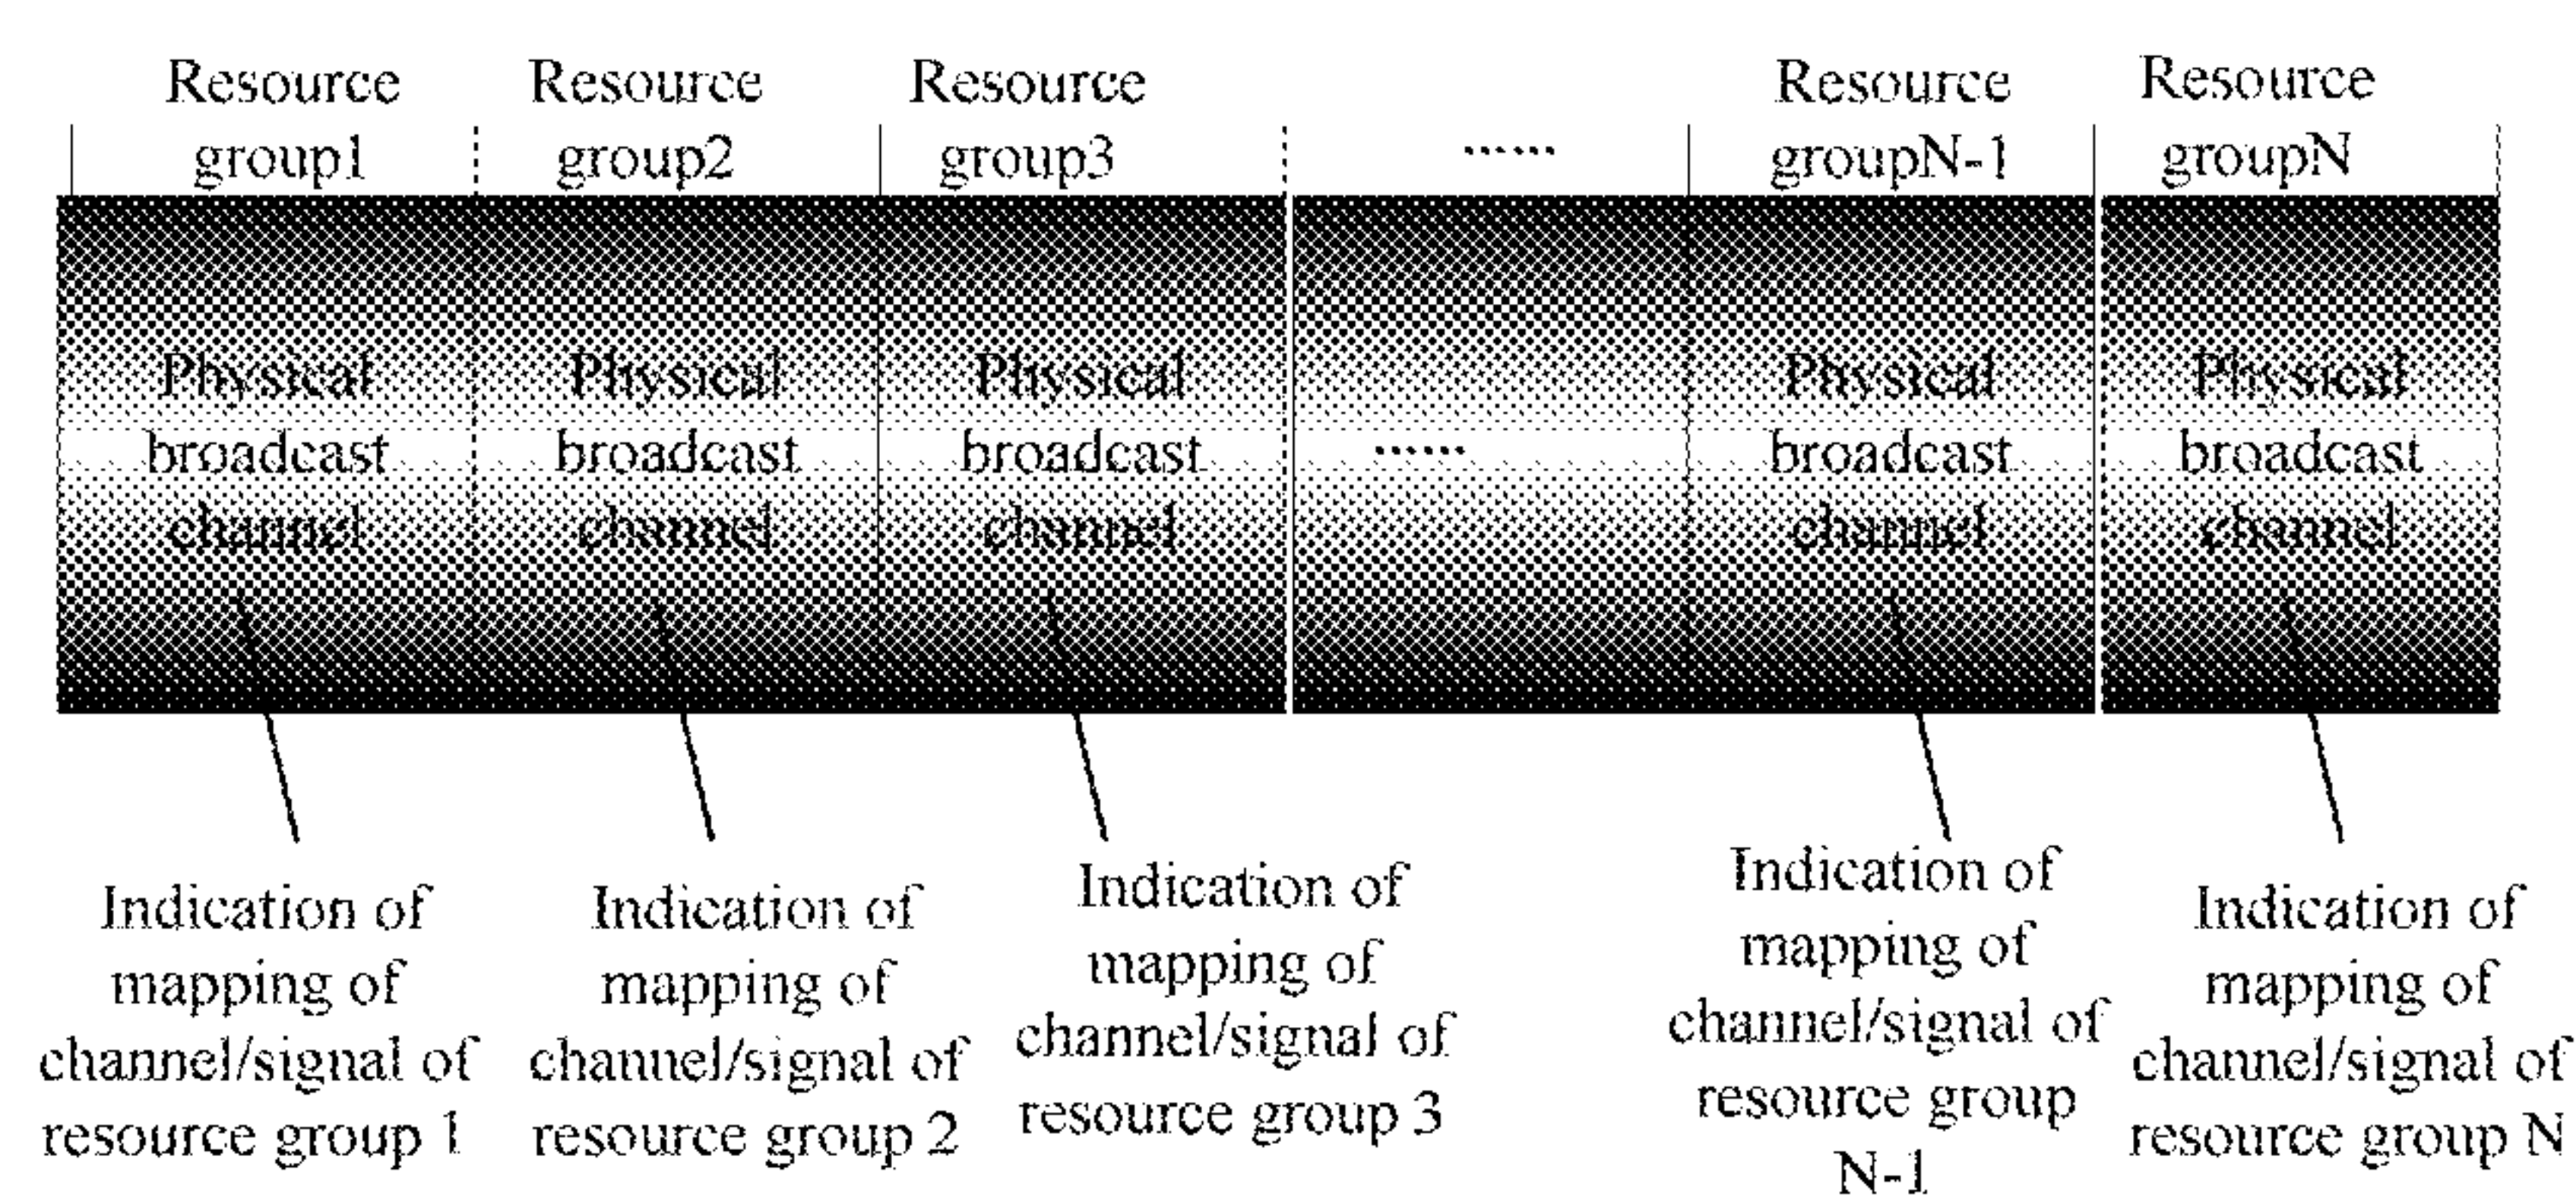 Resource
group1
Resource
group2
Resource
group3
......
Resource
groupN-1
Resource
groupN
Physical
broadcast
channel
Physical
broadcast
channel
Physical
broadcast
channel
......
Physical
broadcast
channel
Physical
broadcast
channel
Indication of
mapping of
channel/signal of
resource group 1
Indication of
mapping of
channel/signal of
resource group 2
Indication of
mapping of
channel/signal of
resource group 3
Indication of
mapping of
channel/signal of
resource group
N-1
Indication of
mapping of
channel/signal of
resource group N